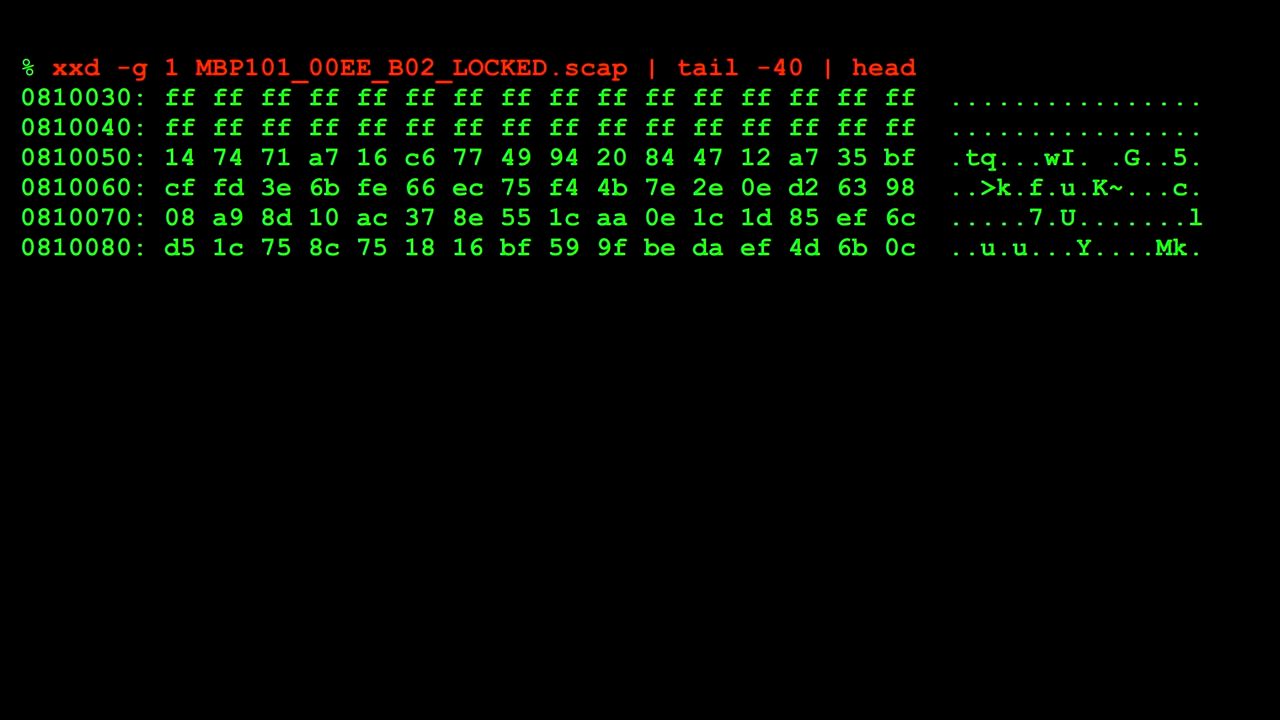 % xxd -g 1 MBP101_00EE_B02_LOCKED.scap | tail -40 | head
0810030: ff ff ff ff ff ff ff ff ff ff ff ff ff ff ff ff  ................
0810040: ff ff ff ff ff ff ff ff ff ff ff ff ff ff ff ff  ................
0810050: 14 74 71 a7 16 c6 77 49 94 20 84 47 12 a7 35 bf  .tq...wI. .G..5.
0810060: cf fd 3e 6b fe 66 ec 75 f4 4b 7e 2e 0e d2 63 98  ..>k.f.u.K~...c.
0810070: 08 a9 8d 10 ac 37 8e 55 1c aa 0e 1c 1d 85 ef 6c  .....7.U.......l
0810080: d5 1c 75 8c 75 18 16 bf 59 9f be da ef 4d 6b 0c  ..u.u...Y....Mk.